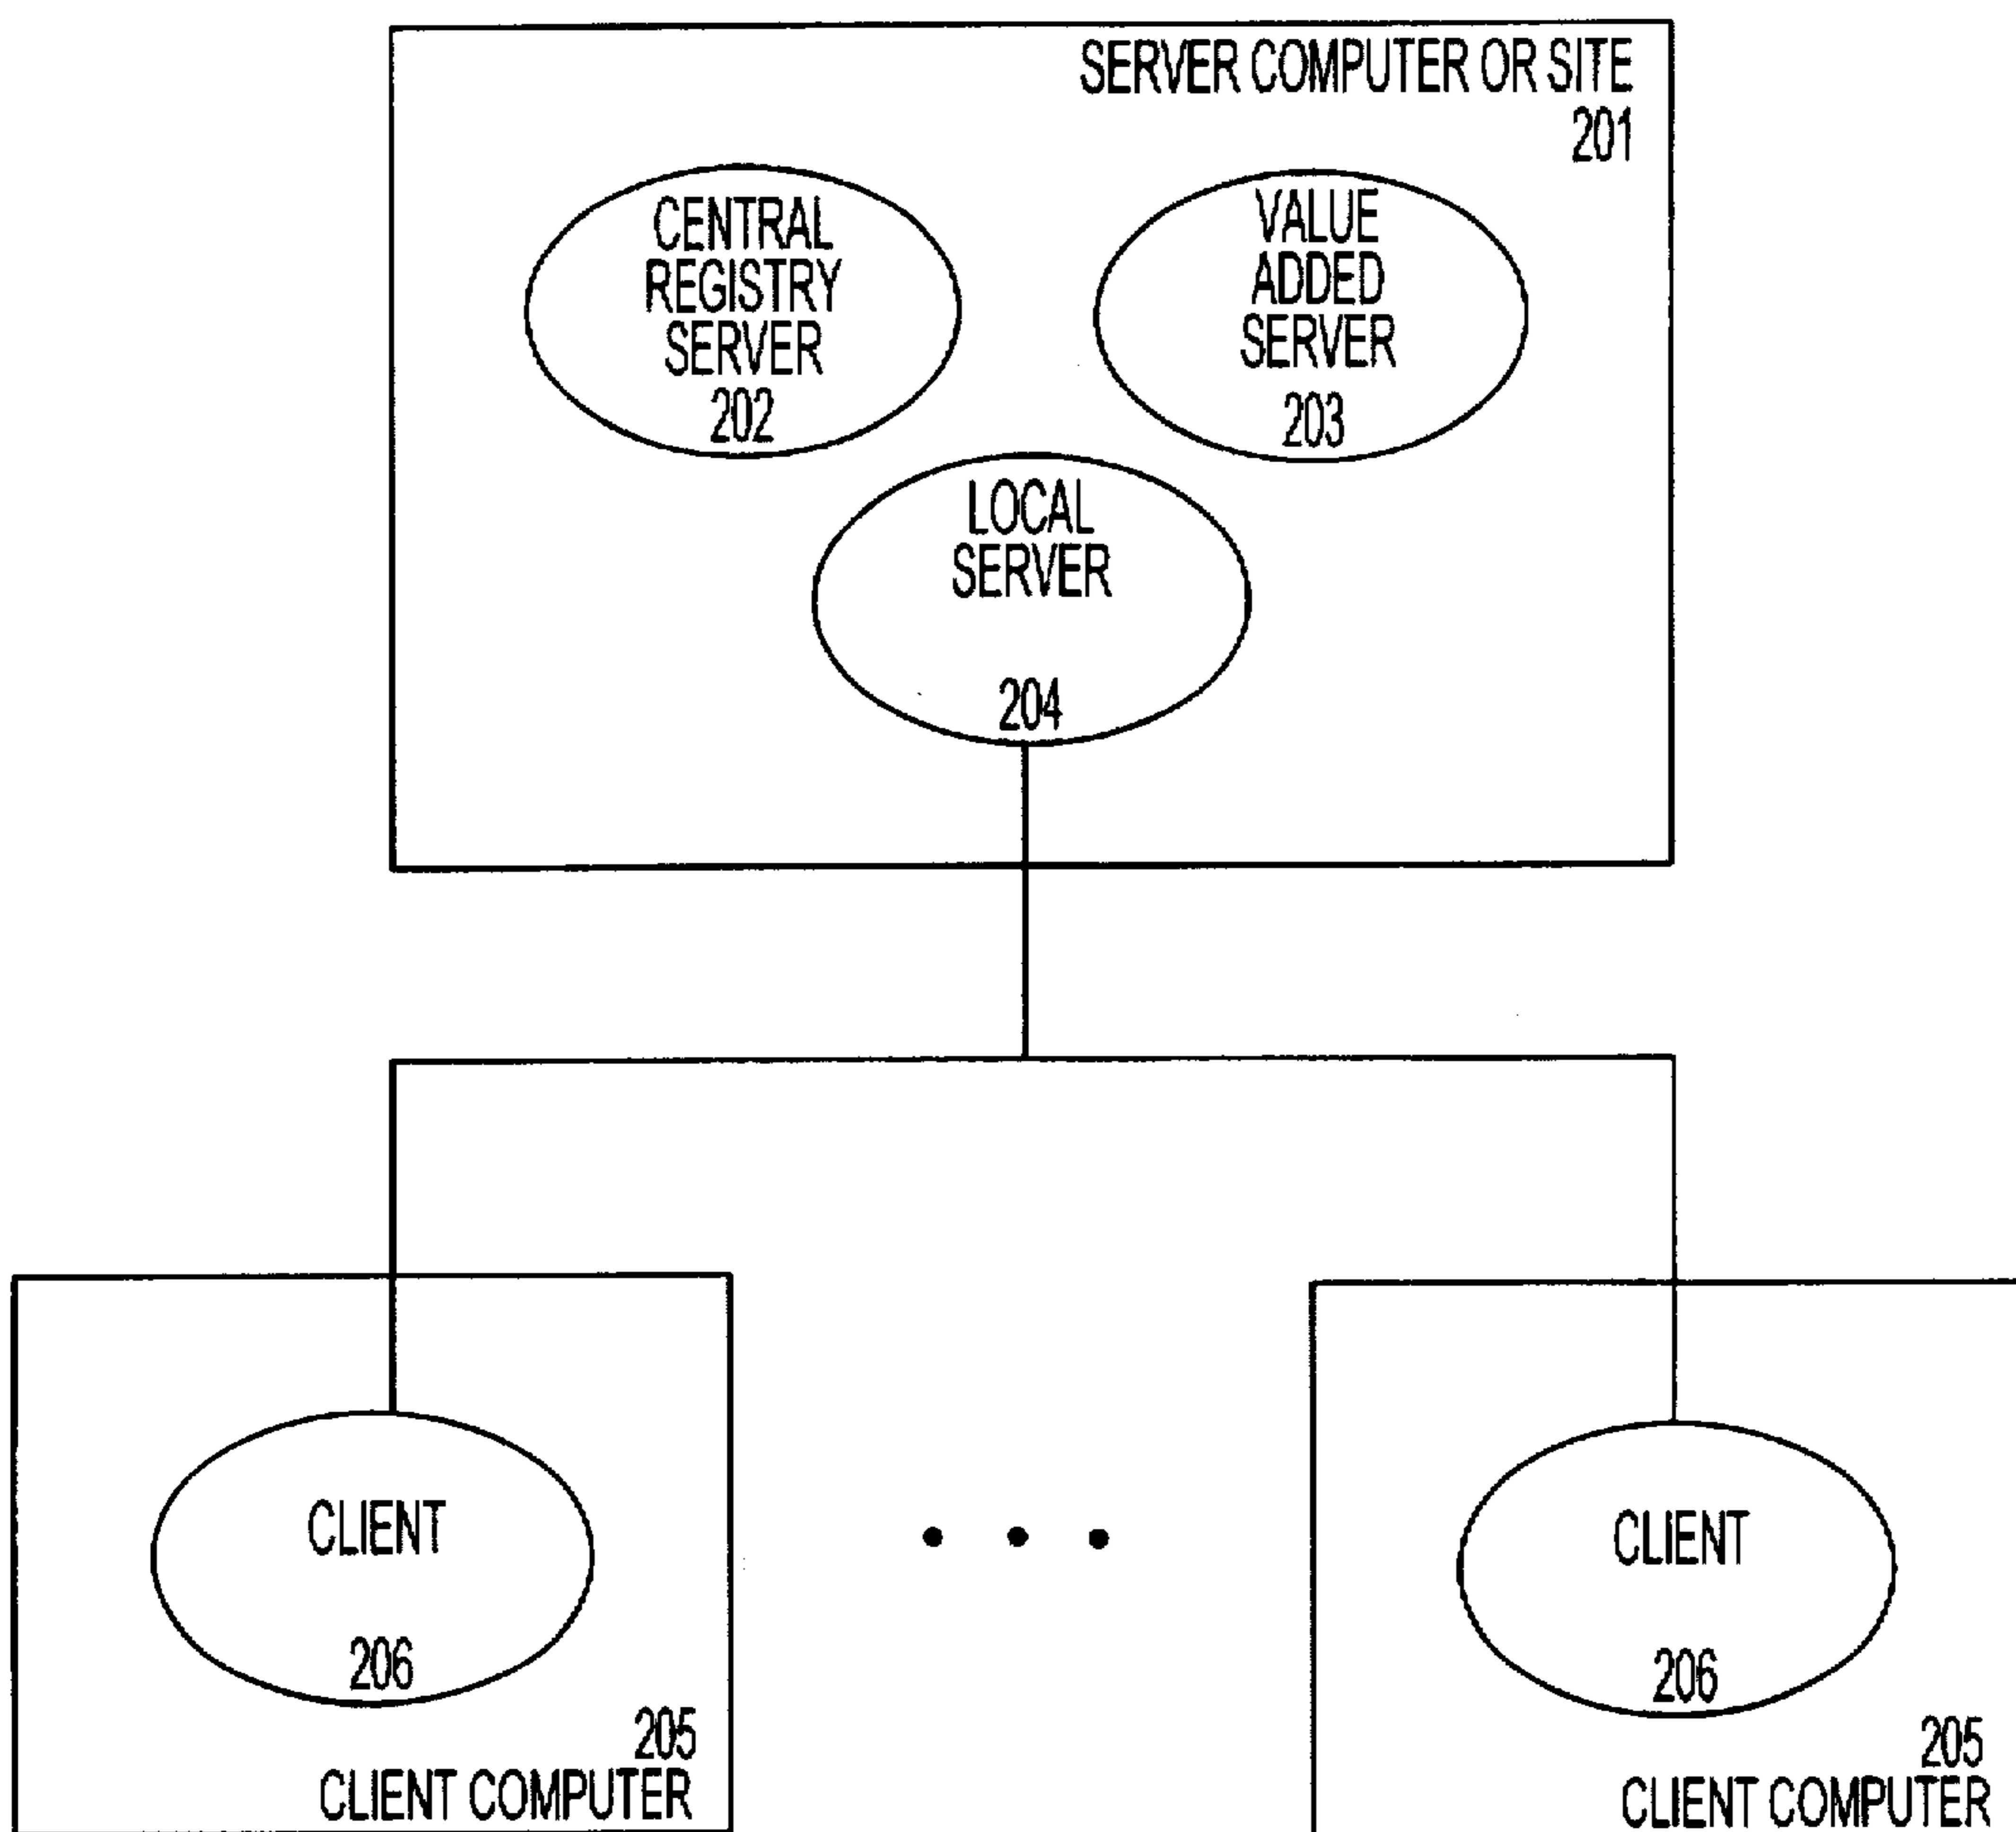 SERVER COMPUTER OR SITE
201
CENTRAL
REGISTRY
SERVER
202
VALUE
ADDED
SERVER
203
LOCAL
SERVER
204
CLIENT
206
205
CLIENT COMPUTER
CLIENT
206
205
CLIENT COMPUTER